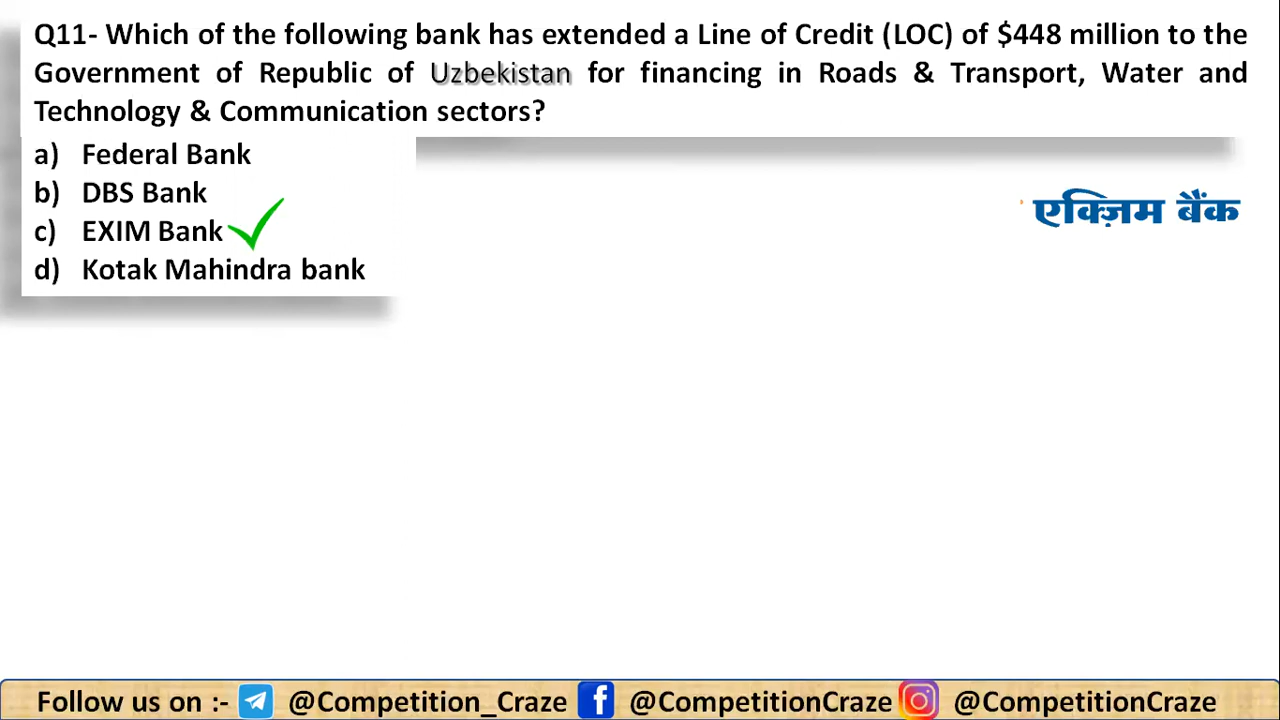 Q11- Which of the following bank has extended a Line of Credit (LOC) of $448 million to the
Government of Republic of Uzbekistan for financing in Roads & Transport, Water and
Technology & Communication sectors?
a) Federal Bank
b) DBS Bank
c) EXIM Bank
d) Kotak Mahindra bank
एक्ज़िम बैंक
Follow us on :- @Competition_Craze @CompetitionCraze @CompetitionCraze